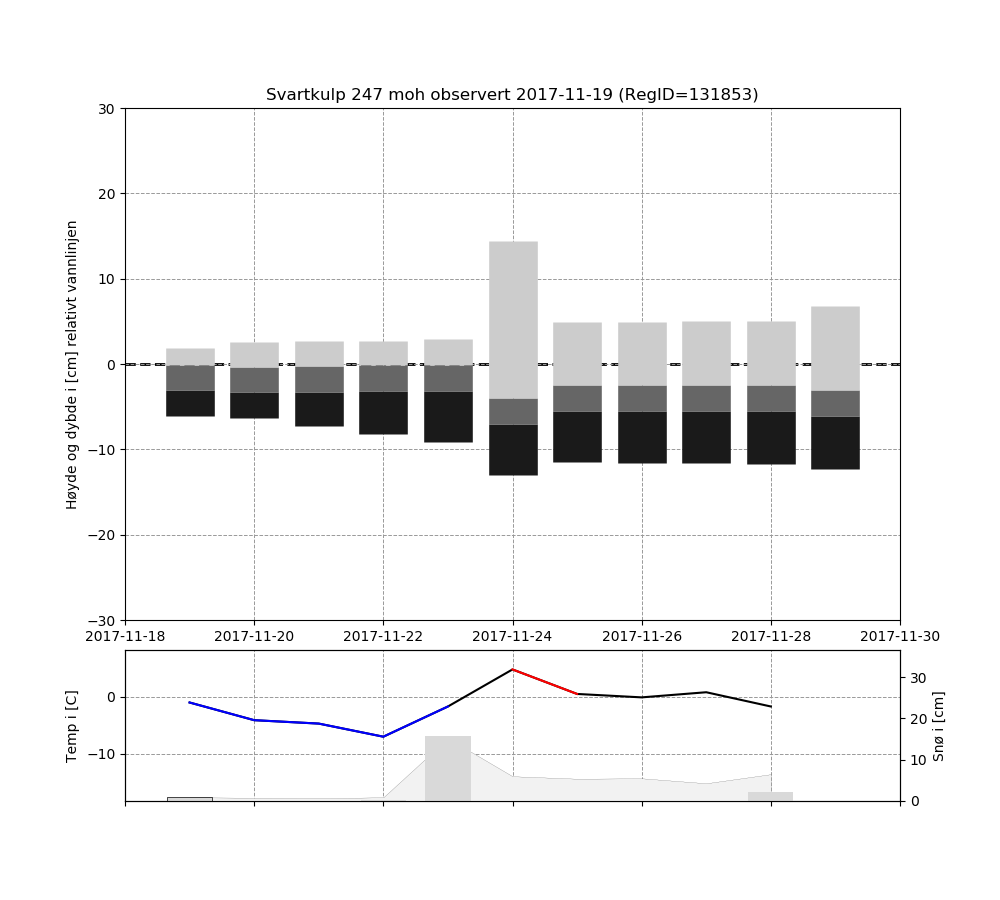 Svartkulp 247 moh observert 2017-11-19 (RegID=131853)
Høyde og dybde i [cm] relativt vannlinjen
30
20
10
0
−10
−20
−30
2017-11-18 2017-11-20 2017-11-22 2017-11-24 2017-11-26 2017-11-28 2017-11-30
Temp i [C]
0
−10
30
20
10
0
Snø i [cm]